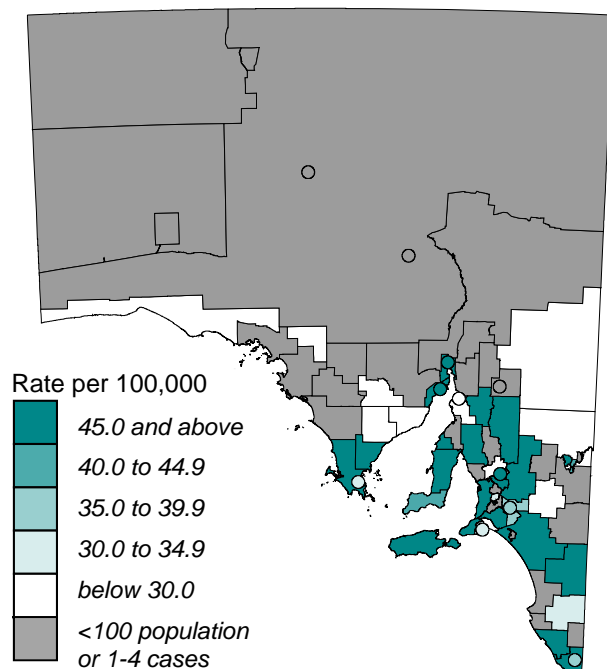 Rate per 100,000
45.0 and above
40.0 to 44.9
35.0 to 39.9
30.0 to 34.9
below 30.0
<100 population
or 1-4 cases